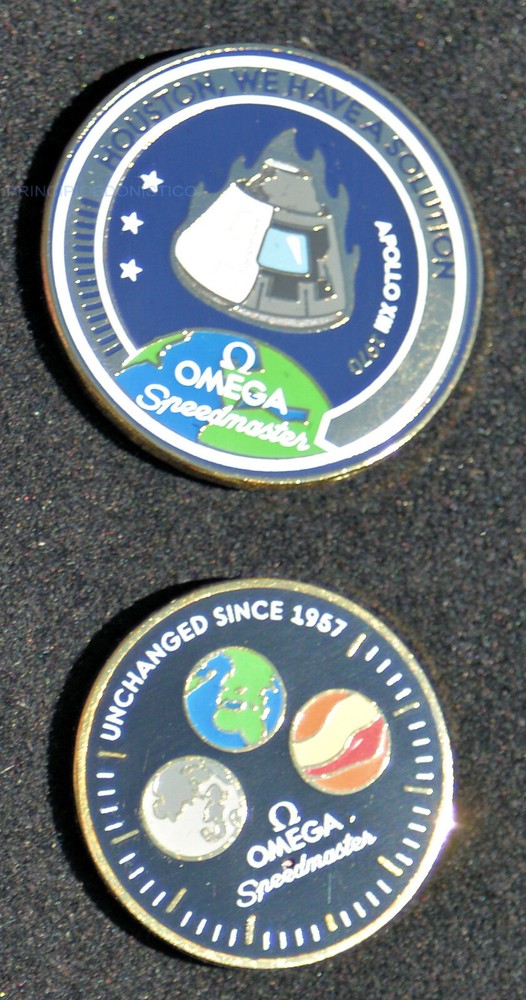 HOUSTON, WE HAVE A SOLUTION
APOLLO XIII 1970
Ω
OMEGA
Speedmaster
UNCHANGED SINCE 1957
Ω
OMEGA
Speedmaster